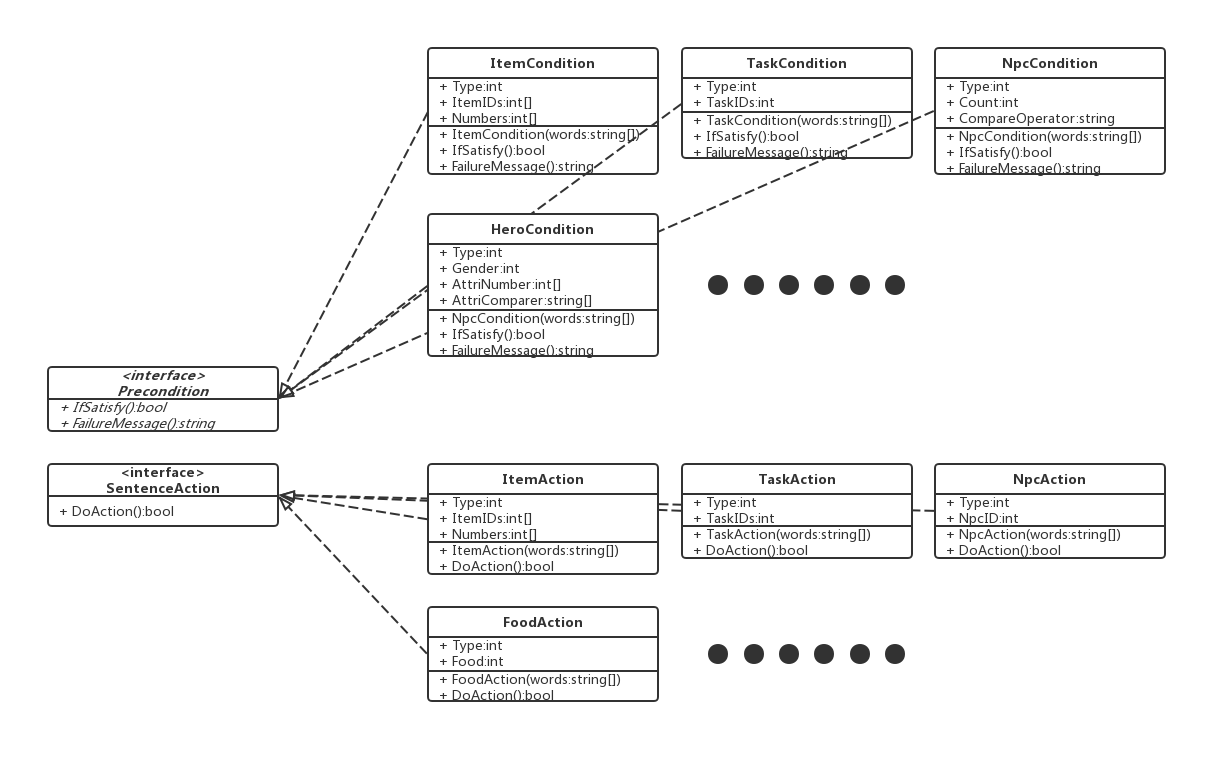 ItemCondition
+ Type:int
+ ItemIDs:int[]
+ Numbers:int[]
+ ItemCondition(words:string[])
+ IfSatisfy():bool
+ FailureMessage():string
TaskCondition
+ Type:int
+ TaskIDs:int
+ TaskCondition(words:string[])
+ IfSatisfy():bool
+ FailureMessage():string
NpcCondition
+ Type:int
+ Count:int
+ CompareOperator:string
+ NpcCondition(words:string[])
+ IfSatisfy():bool
+ FailureMessage():string
HeroCondition
+ Type:int
+ Gender:int
+ AttriNumber:int[]
+ AttriComparer:string[]
+ NpcCondition(words:string[])
+ IfSatisfy():bool
+ FailureMessage():string
<interface>
Precondition
+ IfSatisfy():bool
+ FailureMessage():string
<interface>
SentenceAction
+ DoAction():bool
ItemAction
+ Type:int
+ ItemIDs:int[]
+ Numbers:int[]
+ ItemAction(words:string[])
+ DoAction():bool
TaskAction
+ Type:int
+ TaskIDs:int
+ TaskAction(words:string[])
+ DoAction():bool
NpcAction
+ Type:int
+ NpcID:int
+ NpcAction(words:string[])
+ DoAction():bool
FoodAction
+ Type:int
+ Food:int
+ FoodAction(words:string[])
+ DoAction():bool